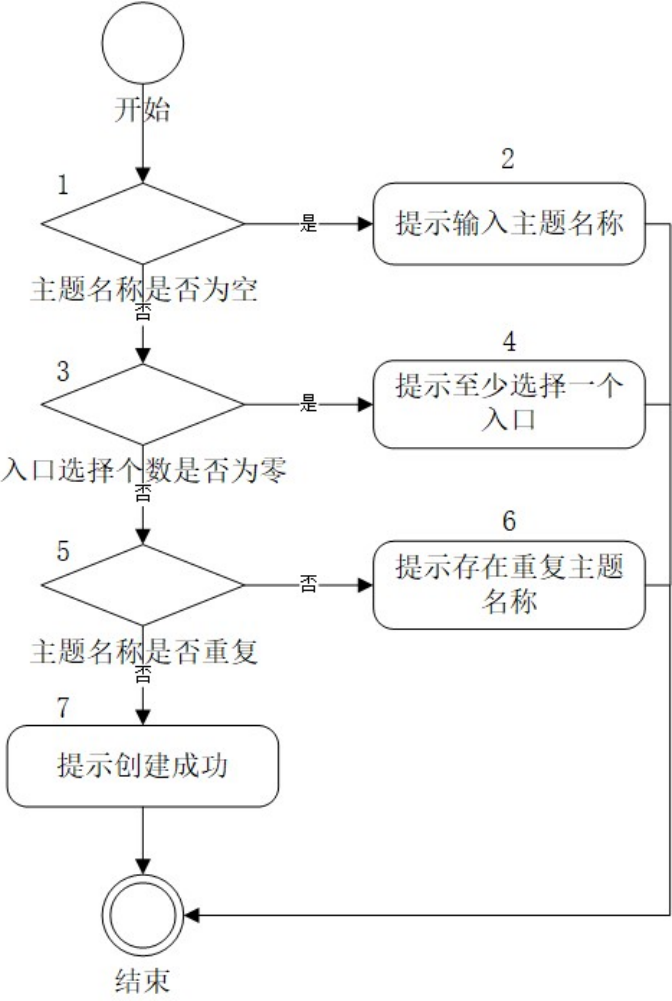 开始
1
2
是
提示输入主题名称
主题名称是否为空
否
3
4
是
提示至少选择一个
入口
入口选择个数是否为零
否
5
6
否
提示存在重复主题
名称
主题名称是否重复
否
7
提示创建成功
结束